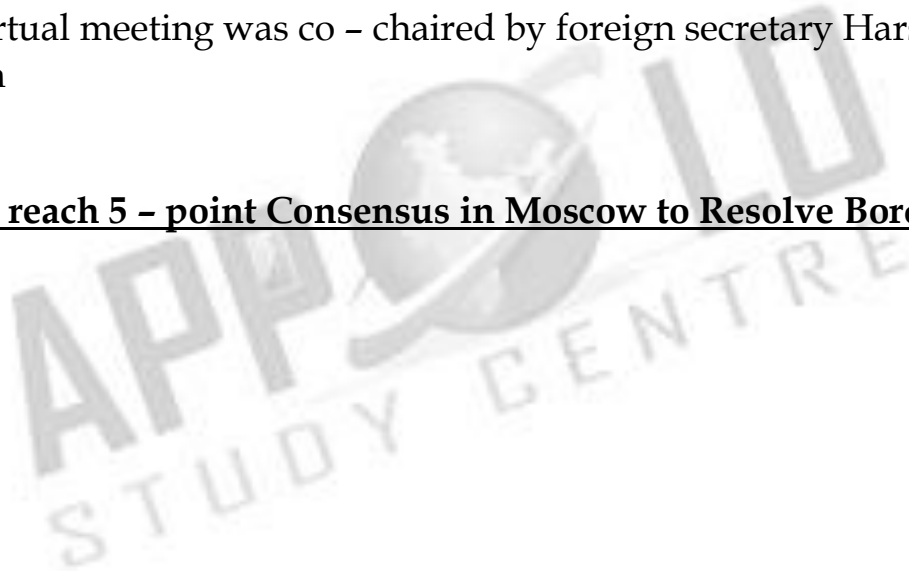 rtual meeting was co – chaired by foreign secretary Har
reach 5 – point Consensus in Moscow to Resolve Bor
APPOLO
STUDY CENTRE